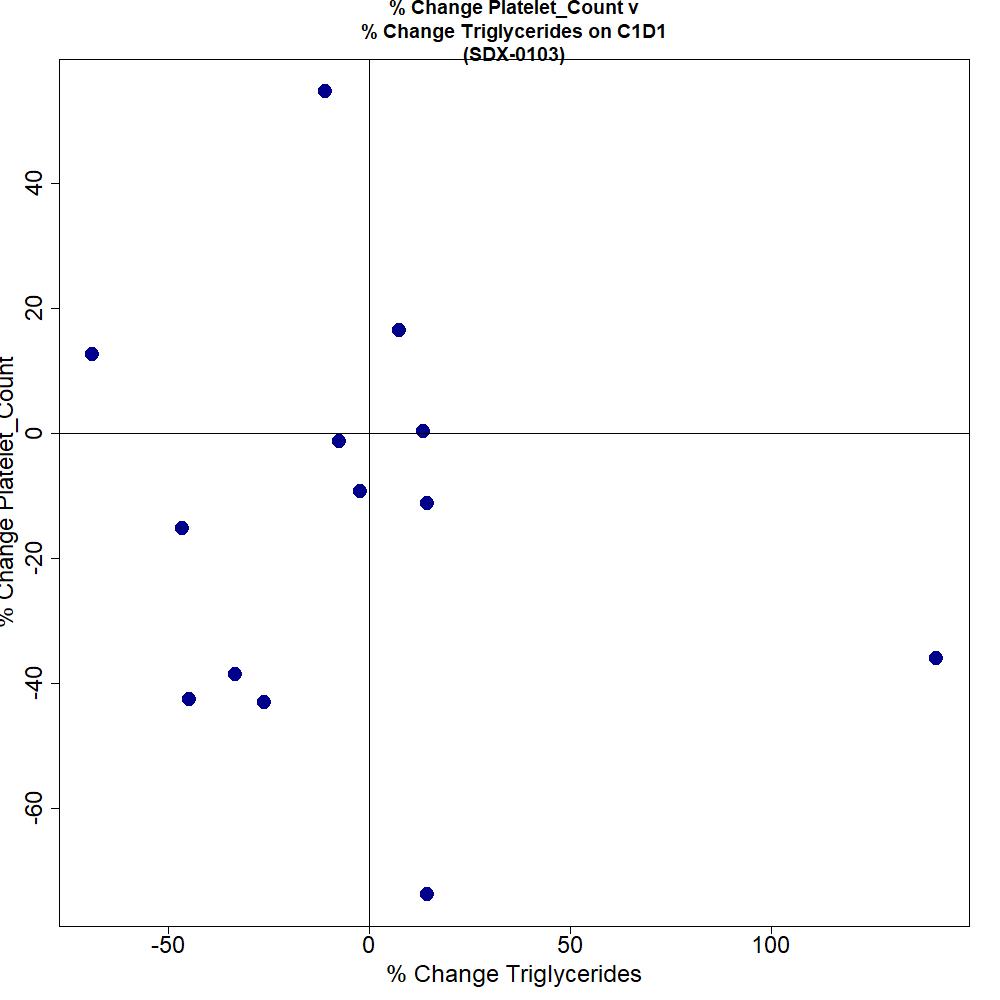 % Change Platelet_Count v
% Change Triglycerides on C1D1
(SDX-0103)
40
20
0
-20
-40
-60
% Change Platelet_Count
-50
0
50
100
% Change Triglycerides